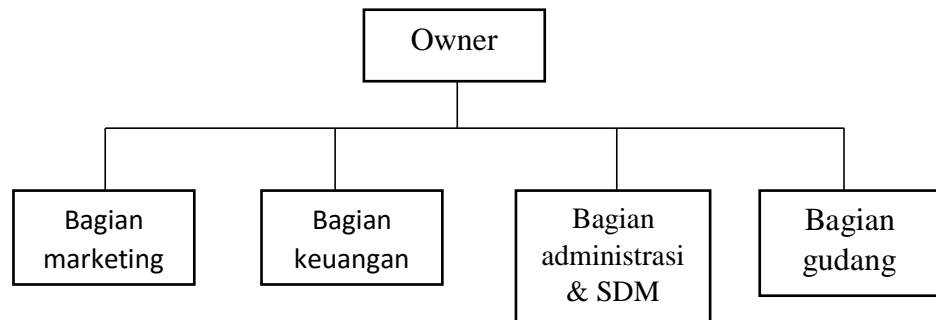 Owner
Bagian
marketing
Bagian
keuangan
Bagian
administrasi
& SDM
Bagian
gudang